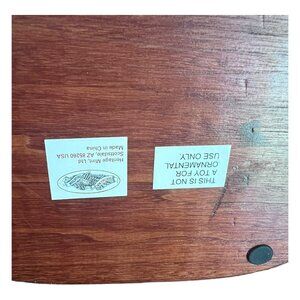 Heritage Mint, Ltd
Scottsdale, AZ 85260 USA
Made in China
THIS IS NOT
A TOY FOR
ORNAMENTAL
USE ONLY.